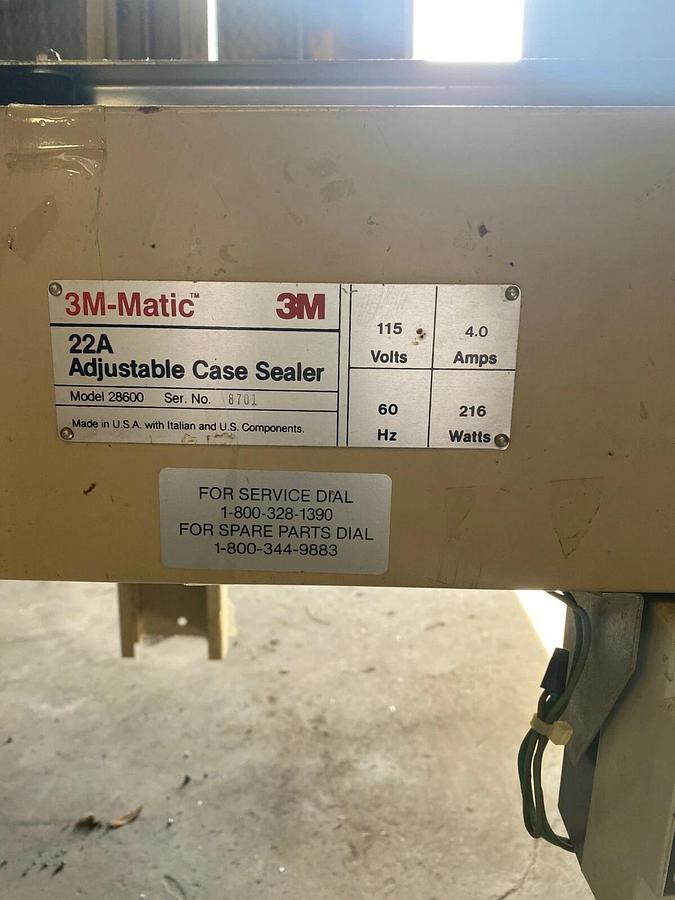 3M-Matic™ 3M
22A
Adjustable Case Sealer
Model 28600 Ser. No. 8701
Made in U.S.A. with Italian and U.S. Components.
115
Volts
4.0
Amps
60
Hz
216
Watts
FOR SERVICE DIAL
1-800-328-1390
FOR SPARE PARTS DIAL
1-800-344-9883